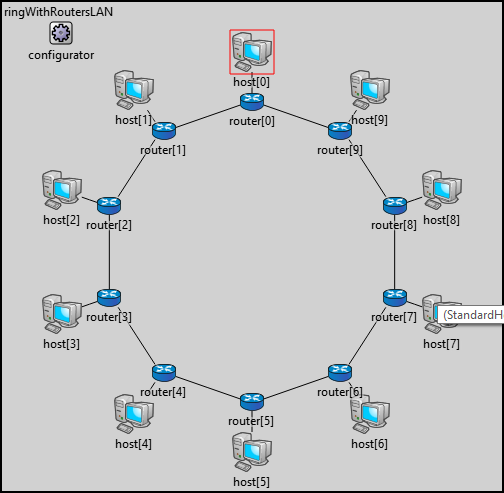 ringWithRoutersLAN
configurator
host[0]
host[1]
router[0]
host[9]
router[1]
router[9]
host[2]
router[2]
router[8]
host[8]
router[3]
router[7]
(StandardH
host[3]
host[7]
router[4]
router[6]
router[5]
host[4]
host[6]
host[5]